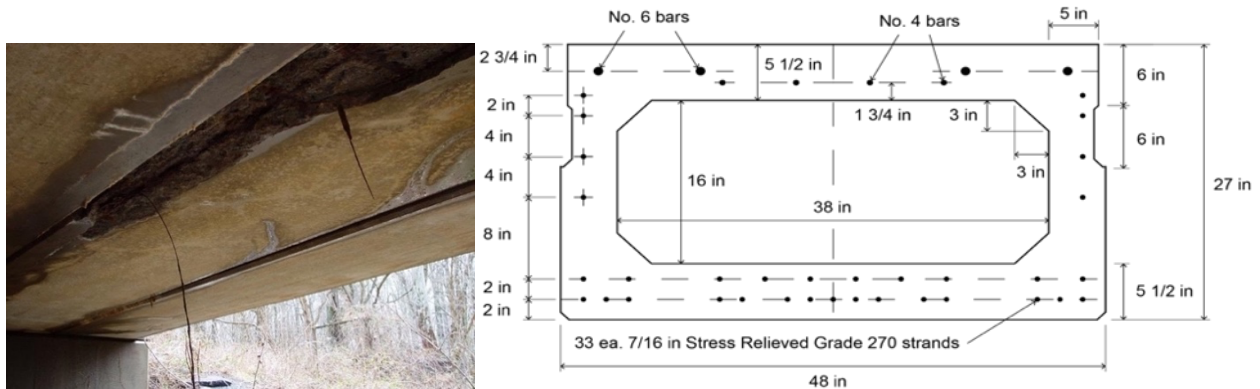 No. 6 bars
No. 4 bars
5 in
2 3/4 in
5 1/2 in
6 in
2 in
1 3/4 in
3 in
4 in
6 in
4 in
16 in
3 in
27 in
38 in
8 in
2 in
5 1/2 in
2 in
33 ea. 7/16 in Stress Relieved Grade 270 strands
48 in